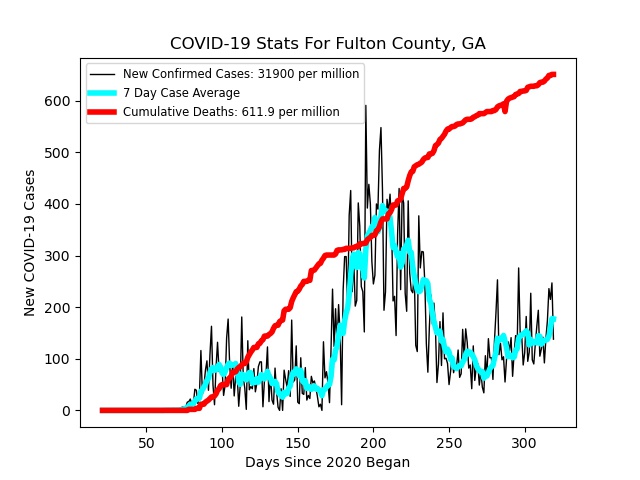 COVID-19 Stats For Fulton County, GA
New Confirmed Cases: 31900 per million
7 Day Case Average
Cumulative Deaths: 611.9 per million
New COVID-19 Cases
600
500
400
300
200
100
0
50 100 150 200 250 300
Days Since 2020 Began